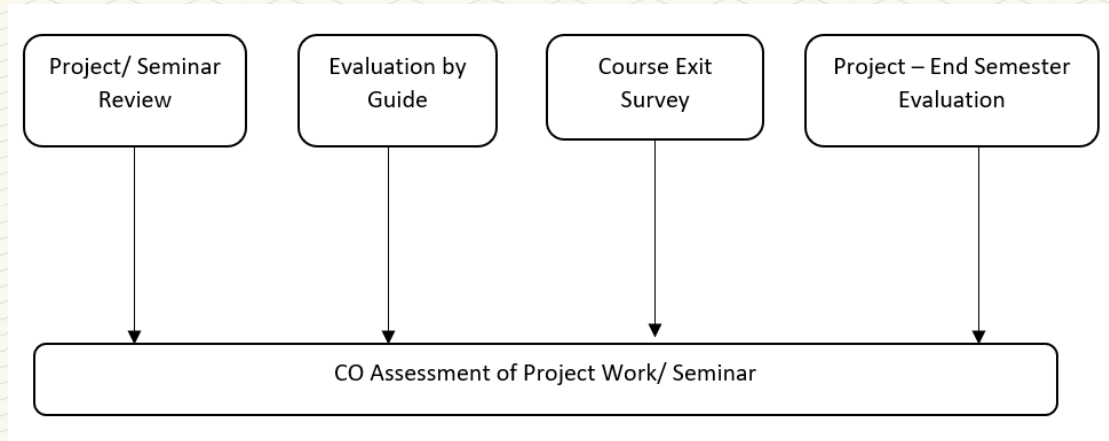 Project/ Seminar
Review
Evaluation by
Guide
Course Exit
Survey
Project – End Semester
Evaluation
CO Assessment of Project Work/ Seminar